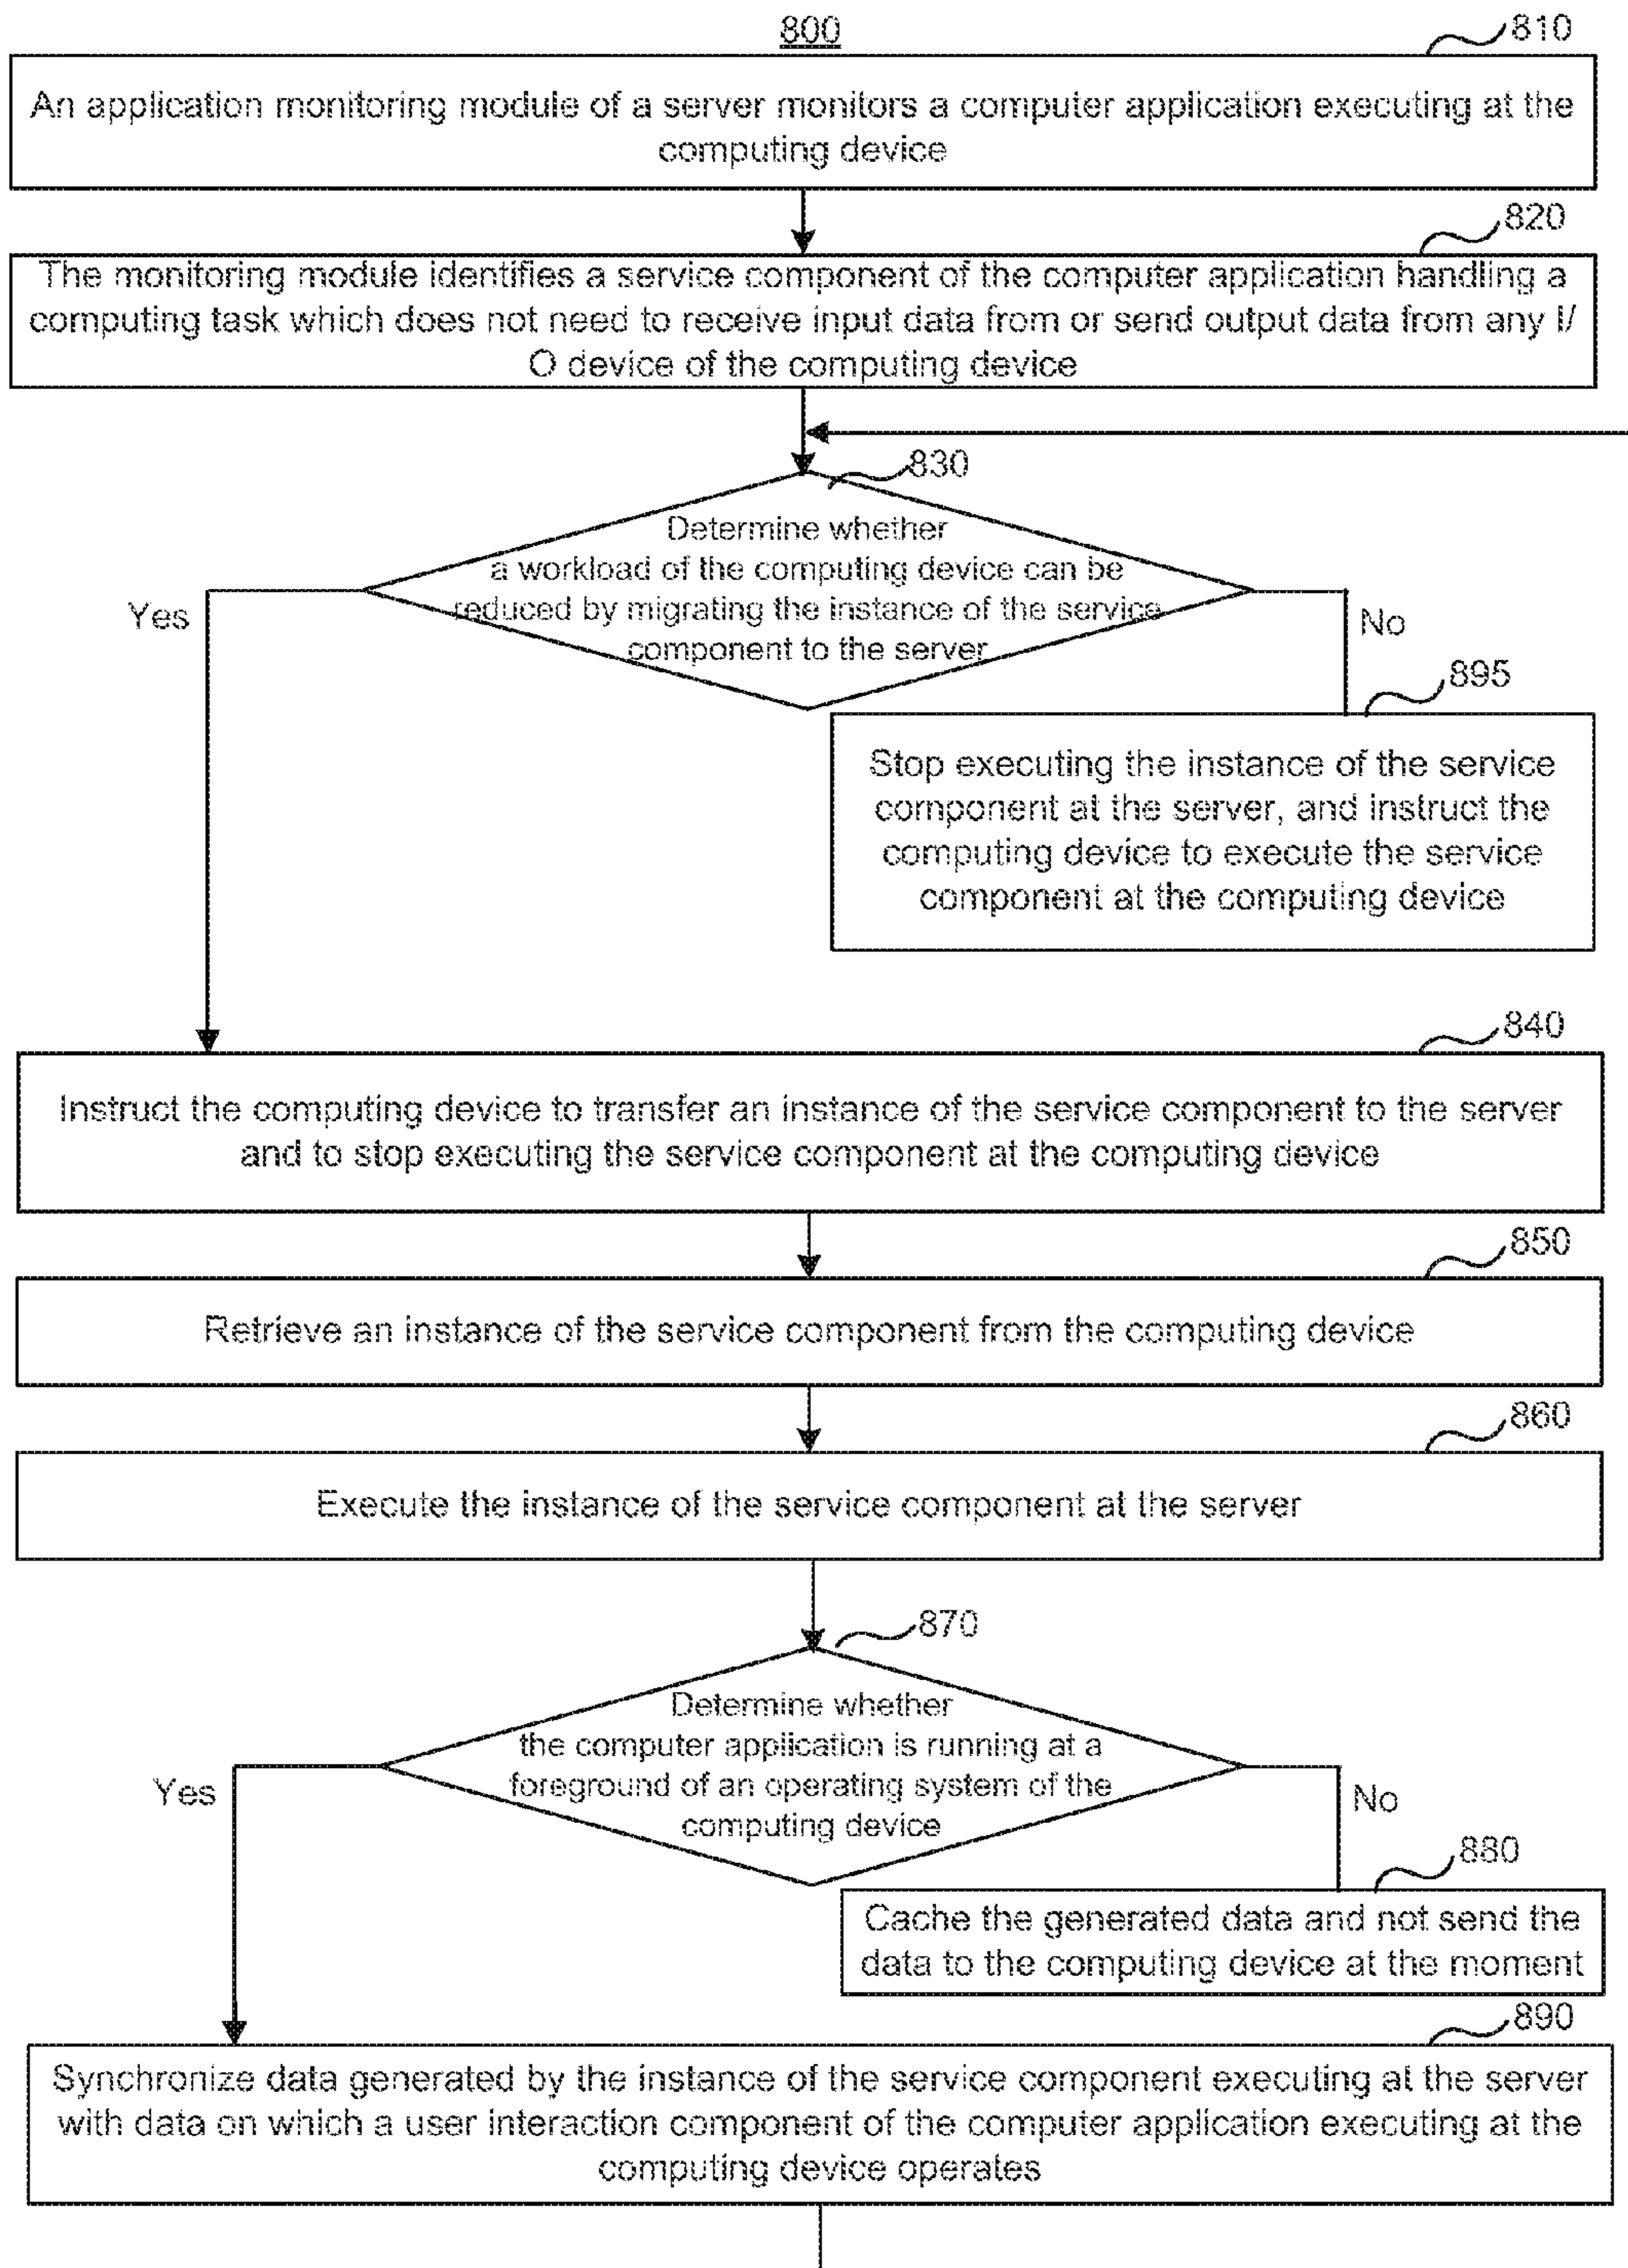 800
810
An application monitoring module of a server monitors a computer application executing at the
computing device
820
The monitoring module identifies a service component of the computer application handling a
computing task which does not need to receive input data from or send output data from any I/
O device of the computing device
830
Determine whether
a workload of the computing device can be
reduced by migrating the instance of the service
component to the server
Yes
No
895
Stop executing the instance of the service
component at the server, and instruct the
computing device to execute the service
component at the computing device
840
Instruct the computing device to transfer an instance of the service component to the server
and to stop executing the service component at the computing device
850
Retrieve an instance of the service component from the computing device
860
Execute the instance of the service component at the server
870
Determine whether
the computer application is running at a
foreground of an operating system of the
computing device
Yes
No
880
Cache the generated data and not send the
data to the computing device at the moment
890
Synchronize data generated by the instance of the service component executing at the server
with data on which a user interaction component of the computer application executing at the
computing device operates